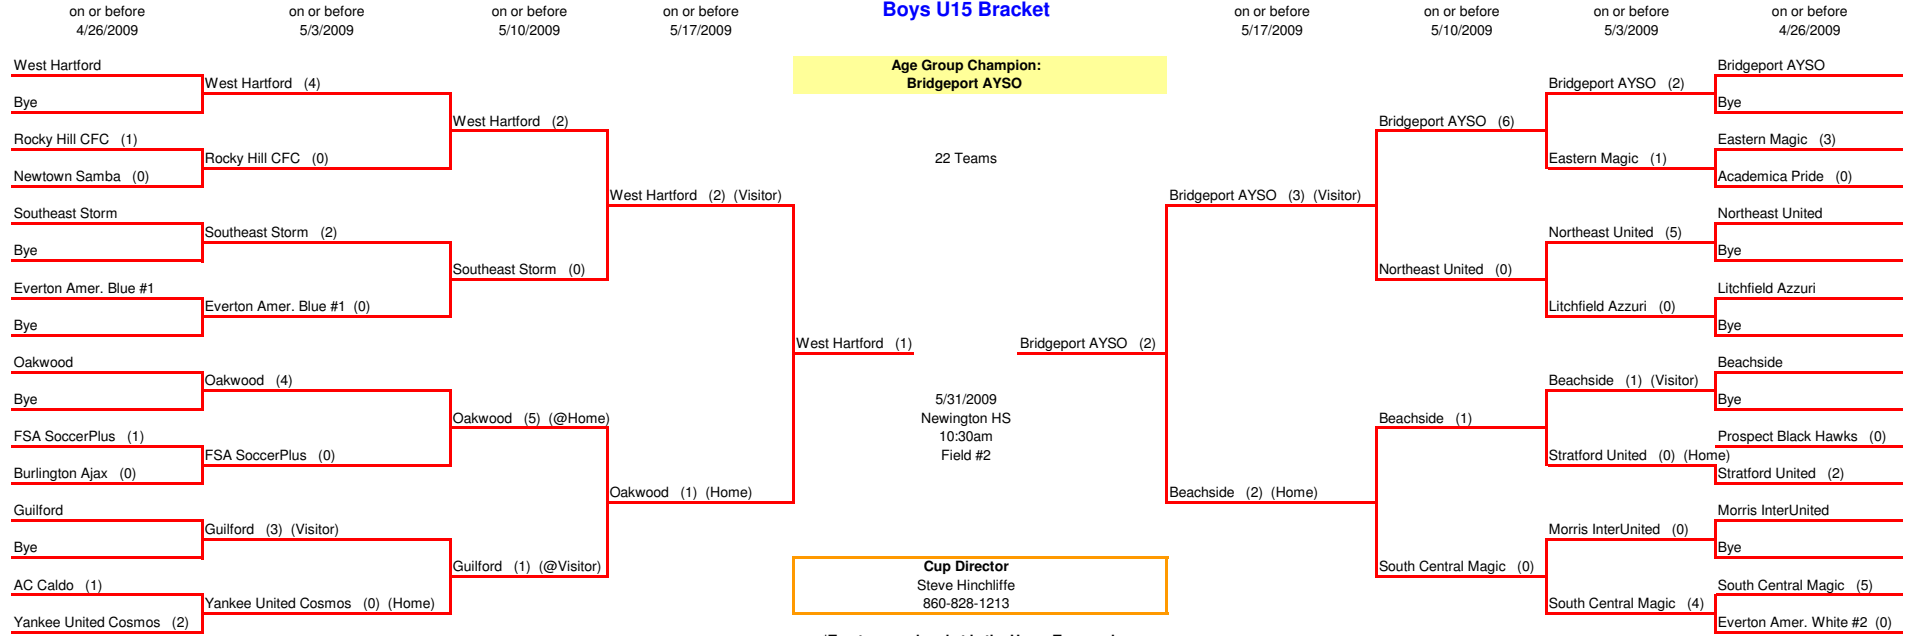 Boys U15 Bracket
on or before
4/26/2009
on or before
5/3/2009
on or before
5/10/2009
on or before
5/17/2009
on or before
5/17/2009
on or before
5/10/2009
on or before
5/3/2009
on or before
4/26/2009
West Hartford
Bye
Rocky Hill CFC (1)
Newtown Samba (0)
Southeast Storm
Bye
Everton Amer. Blue #1
Bye
Oakwood
Bye
FSA SoccerPlus (1)
Burlington Ajax (0)
Guilford
Bye
AC Caldo (1)
Yankee United Cosmos (2)
West Hartford (4)
Rocky Hill CFC (0)
Southeast Storm (2)
Everton Amer. Blue #1 (0)
Oakwood (4)
FSA SoccerPlus (0)
Guilford (3) (Visitor)
Yankee United Cosmos (0) (Home)
West Hartford (2)
Southeast Storm (0)
Oakwood (5) (@Home)
Guilford (1) (@Visitor)
West Hartford (2) (Visitor)
Oakwood (1) (Home)
Age Group Champion:
Bridgeport AYSO
22 Teams
West Hartford (1)
Bridgeport AYSO (2)
5/31/2009
Newington HS
10:30am
Field #2
Cup Director
Steve Hinchliffe
860-828-1213
Bridgeport AYSO (3) (Visitor)
Beachside (2) (Home)
Bridgeport AYSO (6)
Northeast United (0)
Beachside (1)
South Central Magic (0)
Bridgeport AYSO (2)
Eastern Magic (1)
Northeast United (5)
Litchfield Azzuri (0)
Beachside (1) (Visitor)
Stratford United (0) (Home)
Morris InterUnited (0)
South Central Magic (4)
Bridgeport AYSO
Bye
Eastern Magic (3)
Academica Pride (0)
Northeast United
Bye
Litchfield Azzuri
Bye
Beachside
Bye
Prospect Black Hawks (0)
Stratford United (2)
Morris InterUnited
Bye
South Central Magic (5)
Everton Amer. White #2 (0)